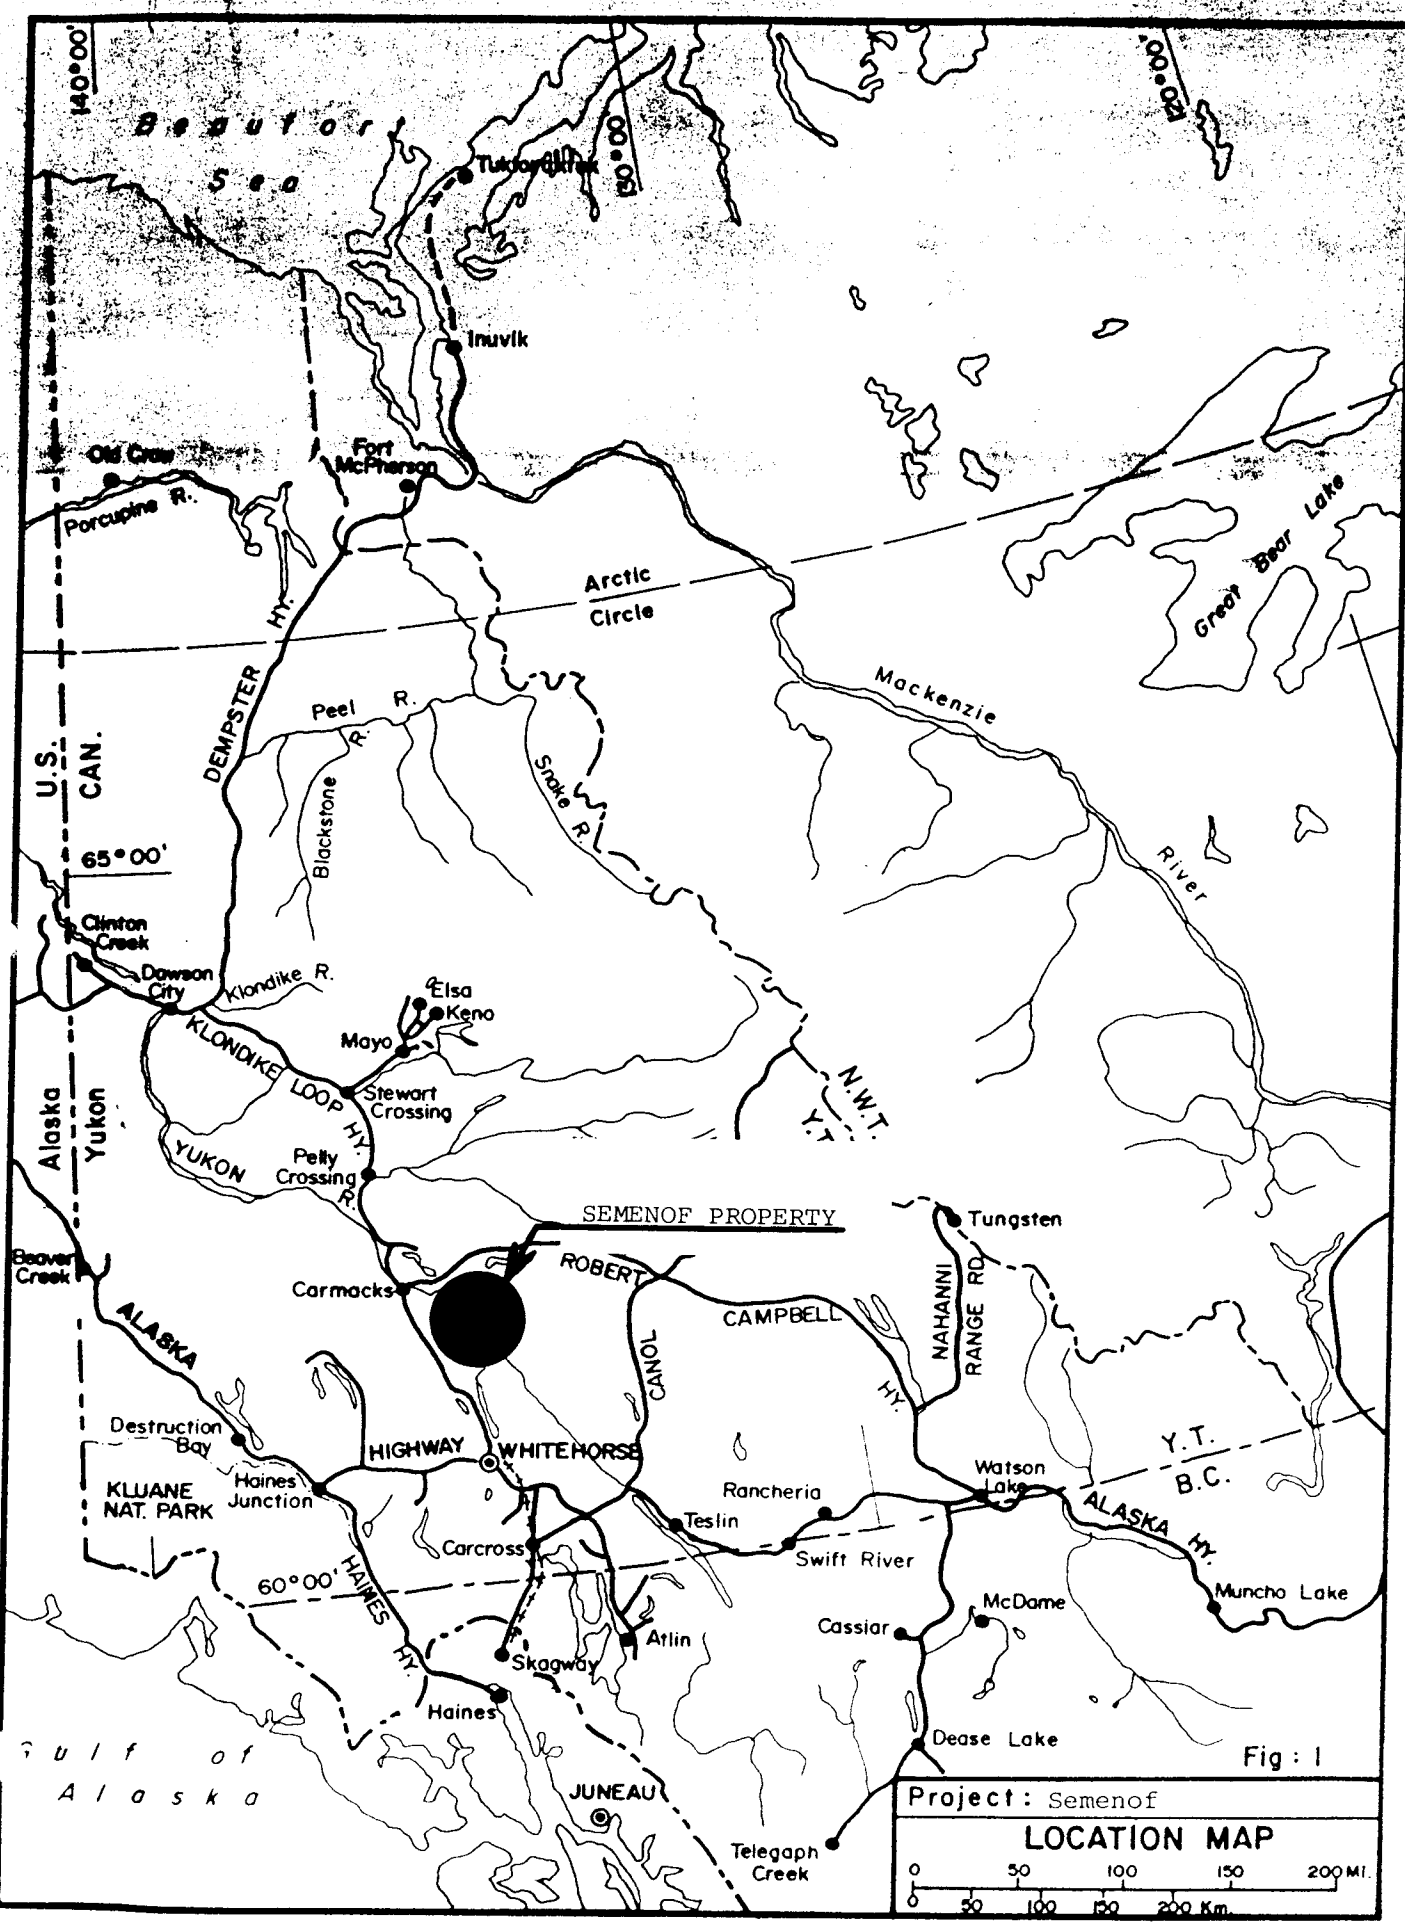 140°00'
130°00'
120°00'
Beaufort
Sea
Tuktoyaktuk
Inuvik
Old Crow
Fort
McPherson
Porcupine R.
Arctic
Circle
Great Bear Lake
DEMPSTER HY.
Peel R.
Mackenzie
River
Blackstone R.
Snake R.
U.S.
CAN.
65°00'
Clinton
Creek
Dawson
City
Klondike R.
Elsa
Keno
Mayo
KLONDIKE LOOP HY.
Stewart
Crossing
N.W.T.
Y.T.
Alaska
Yukon
YUKON R.
Pelly
Crossing
SEMENOF PROPERTY
Tungsten
Beaver
Creek
Carmacks
ROBERT
CAMPBELL
HY.
NAHANNI
RANGE RD.
CANOL
ALASKA
HIGHWAY
Destruction
Bay
WHITEHORSE
Haines
Junction
KLUANE
NAT. PARK
Rancheria
Watson
Lake
Y.T.
B.C.
ALASKA HY.
Teslin
Carcross
Swift River
60°00'
HAINES HY.
Muncho Lake
McDame
Cassiar
Atlin
Skagway
Haines
Dease Lake
Gulf of
Alaska
JUNEAU
Telegaph
Creek
Fig: 1
Project: Semenof
LOCATION MAP
0 50 100 150 200 MI.
0 50 100 150 200 Km.